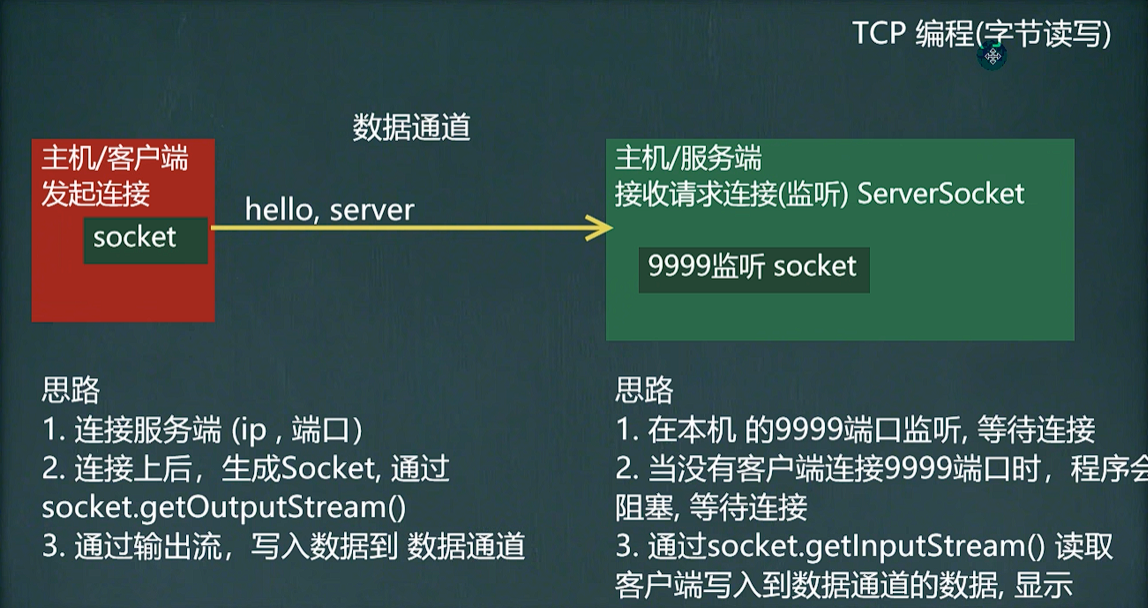 TCP 编程(字节读写)
数据通道
主机/客户端
发起连接
socket
hello, server
主机/服务端
接收请求连接(监听) ServerSocket
9999监听 socket
思路
1. 连接服务端 (ip , 端口)
2. 连接上后，生成Socket, 通过
socket.getOutputStream()
3. 通过输出流，写入数据到 数据通道
思路
1. 在本机 的9999端口监听, 等待连接
2. 当没有客户端连接9999端口时，程序会
阻塞, 等待连接
3. 通过socket.getInputStream() 读取
客户端写入到数据通道的数据, 显示